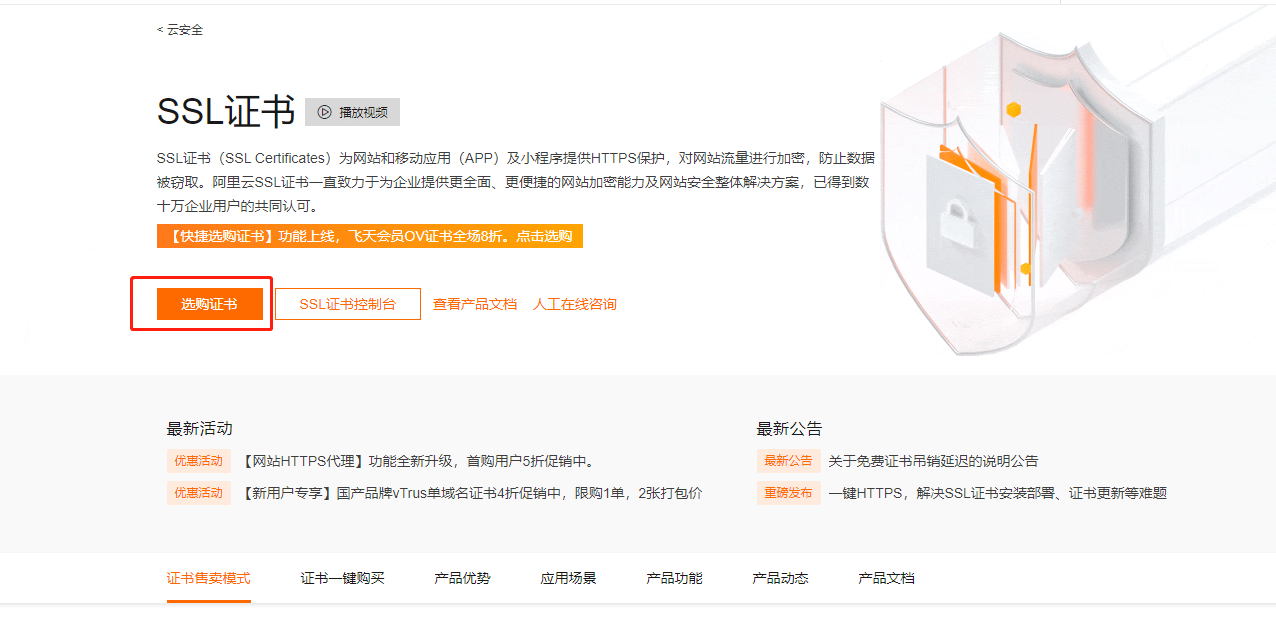 < 云安全
SSL证书 播放视频
SSL证书（SSL Certificates）为网站和移动应用（APP）及小程序提供HTTPS保护，对网站流量进行加密，防止数据
被窃取。阿里云SSL证书一直致力于为企业提供更全面、更便捷的网站加密能力及网站安全整体解决方案，已得到数
十万企业用户的共同认可。
【快捷选购证书】功能上线，飞天会员OV证书全场8折。点击选购
选购证书 SSL证书控制台 查看产品文档 人工在线咨询
最新活动
优惠活动 【网站HTTPS代理】功能全新升级，首购用户5折促销中。
优惠活动 【新用户专享】国产品牌vTrus单域名证书4折促销中，限购1单，2张打包价
最新公告
最新公告 关于免费证书吊销延迟的说明公告
重磅发布 一键HTTPS，解决SSL证书安装部署、证书更新等难题
证书售卖模式 证书一键购买 产品优势 应用场景 产品功能 产品动态 产品文档